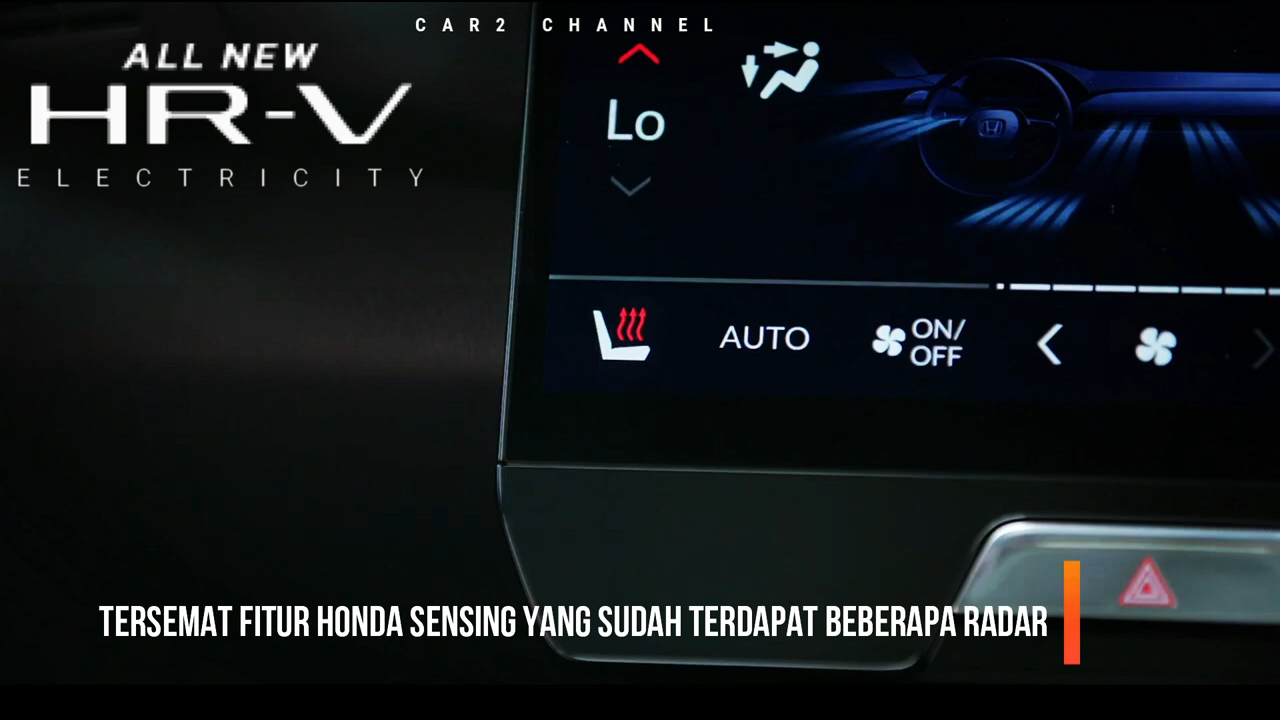 CAR2 CHANNEL
ALL NEW
HR-V
ELECTRICITY
Lo
AUTO
ON/
OFF
TERSEMAT FITUR HONDA SENSING YANG SUDAH TERDAPAT BEBERAPA RADAR